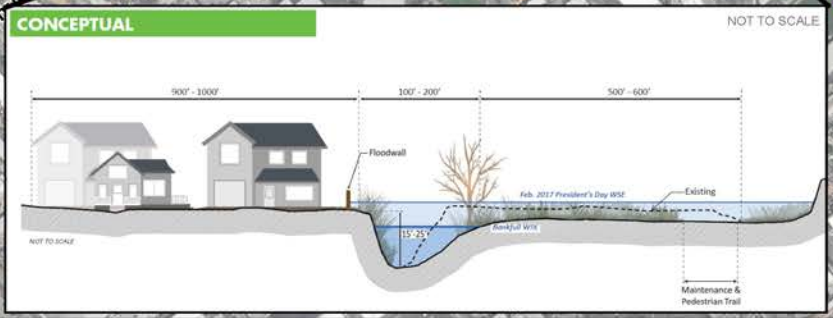 CONCEPTUAL
NOT TO SCALE
900' - 1000'
100' - 200'
500' - 600'
Floodwall
Feb. 2017 President's Day WSE
Existing
15'-25'
Bankfull WSE
NOT TO SCALE
Maintenance &
Pedestrian Trail